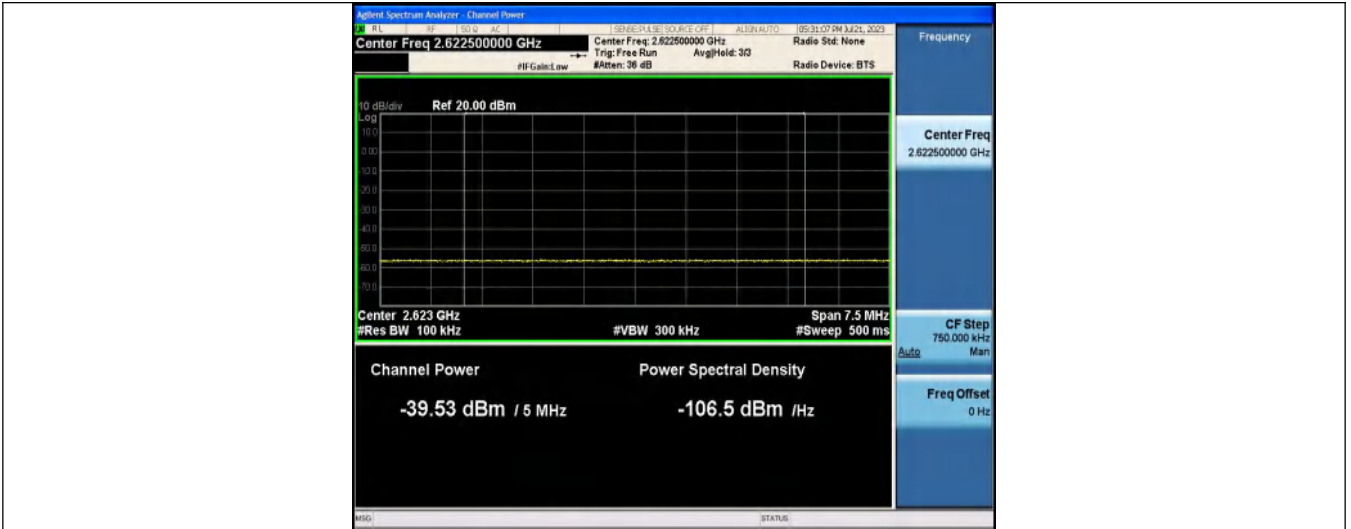 Agilent Spectrum Analyzer - Channel Power
RL RF 50 Ω AC SENSE:PULSE SOURCE OFF ALIGN AUTO 05:31:07 PM Jul 21, 2023
Center Freq 2.622500000 GHz
Center Freq: 2.622500000 GHz
Radio Std: None
Trig: Free Run Avg|Hold: 3/3
#IFGain:Low
#Atten: 36 dB
Radio Device: BTS
Frequency
10 dB/div Ref 20.00 dBm
Log
10.0
0.00
-10.0
-20.0
-30.0
-40.0
-50.0
-60.0
-70.0
Center 2.623 GHz
Span 7.5 MHz
#Res BW 100 kHz
#VBW 300 kHz
#Sweep 500 ms
Channel Power
Power Spectral Density
-39.53 dBm / 5 MHz
-106.5 dBm /Hz
Center Freq
2.622500000 GHz
CF Step
750.000 kHz
Auto Man
Freq Offset
0 Hz
MSG
STATUS